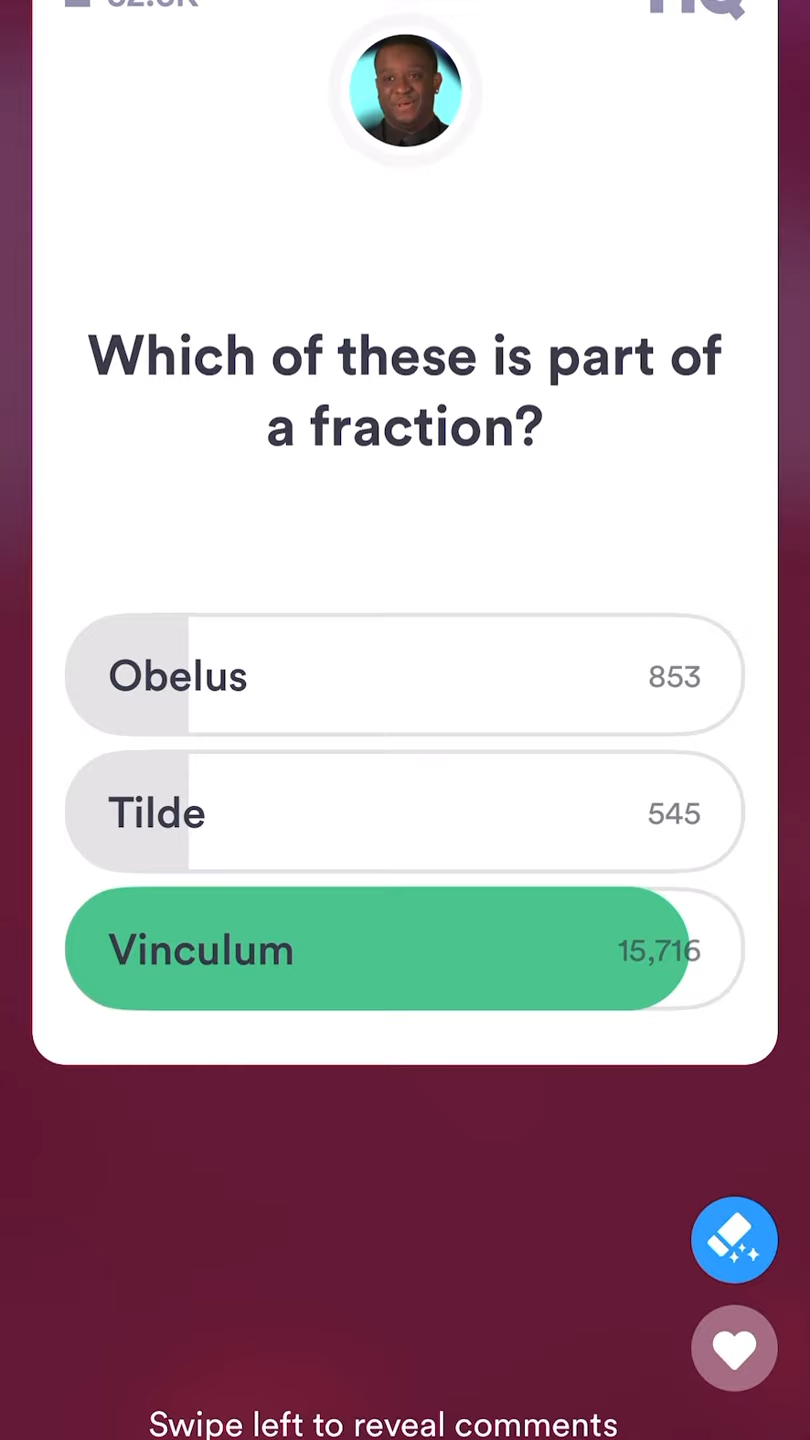 Which of these is part of
a fraction?
Obelus 853
Tilde 545
Vinculum 15,716
Swipe left to reveal comments